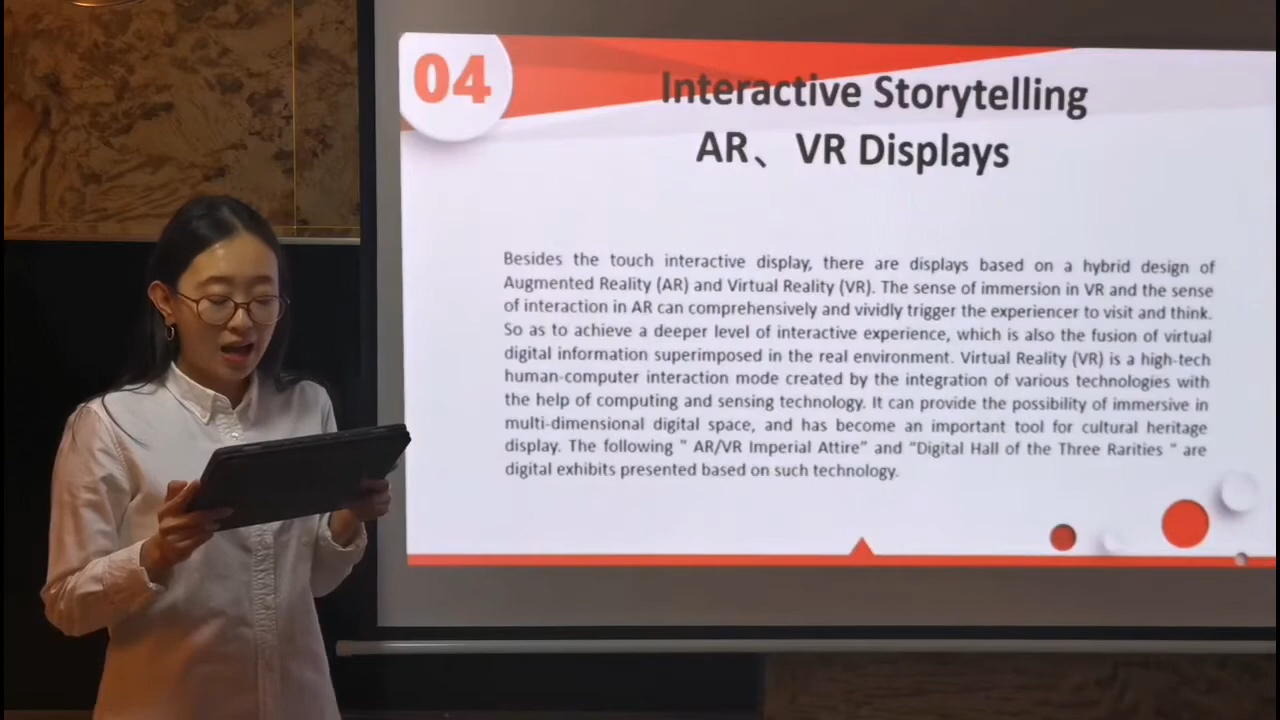 04
Interactive Storytelling
AR、VR Displays
Besides the touch interactive display, there are displays based on a hybrid design of
Augmented Reality (AR) and Virtual Reality (VR). The sense of immersion in VR and the sense
of interaction in AR can comprehensively and vividly trigger the experiencer to visit and think.
So as to achieve a deeper level of interactive experience, which is also the fusion of virtual
digital information superimposed in the real environment. Virtual Reality (VR) is a high-tech
human-computer interaction mode created by the integration of various technologies with
the help of computing and sensing technology. It can provide the possibility of immersive in
multi-dimensional digital space, and has become an important tool for cultural heritage
display. The following " AR/VR Imperial Attire” and “Digital Hall of the Three Rarities ” are
digital exhibits presented based on such technology.